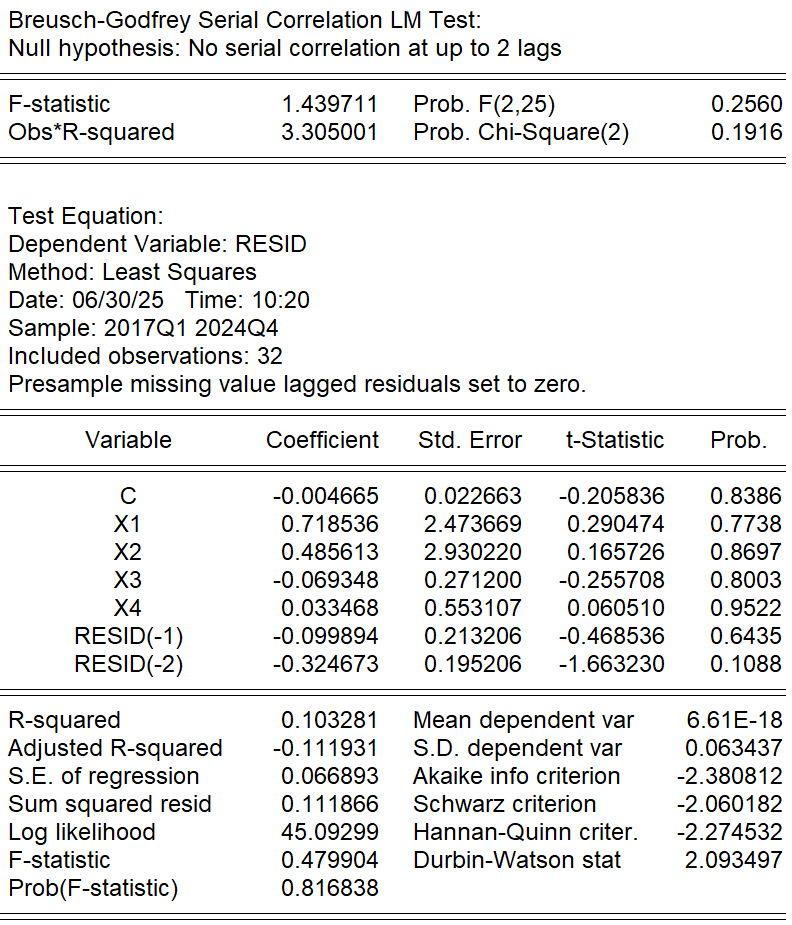 Breusch-Godfrey Serial Correlation LM Test:
Null hypothesis: No serial correlation at up to 2 lags
F-statistic 1.439711 Prob. F(2,25) 0.2560
Obs*R-squared 3.305001 Prob. Chi-Square(2) 0.1916
Test Equation:
Dependent Variable: RESID
Method: Least Squares
Date: 06/30/25 Time: 10:20
Sample: 2017Q1 2024Q4
Included observations: 32
Presample missing value lagged residuals set to zero.
Variable Coefficient Std. Error t-Statistic Prob.
C -0.004665 0.022663 -0.205836 0.8386
X1 0.718536 2.473669 0.290474 0.7738
X2 0.485613 2.930220 0.165726 0.8697
X3 -0.069348 0.271200 -0.255708 0.8003
X4 0.033468 0.553107 0.060510 0.9522
RESID(-1) -0.099894 0.213206 -0.468536 0.6435
RESID(-2) -0.324673 0.195206 -1.663230 0.1088
R-squared 0.103281 Mean dependent var 6.61E-18
Adjusted R-squared -0.111931 S.D. dependent var 0.063437
S.E. of regression 0.066893 Akaike info criterion -2.380812
Sum squared resid 0.111866 Schwarz criterion -2.060182
Log likelihood 45.09299 Hannan-Quinn criter. -2.274532
F-statistic 0.479904 Durbin-Watson stat 2.093497
Prob(F-statistic) 0.816838